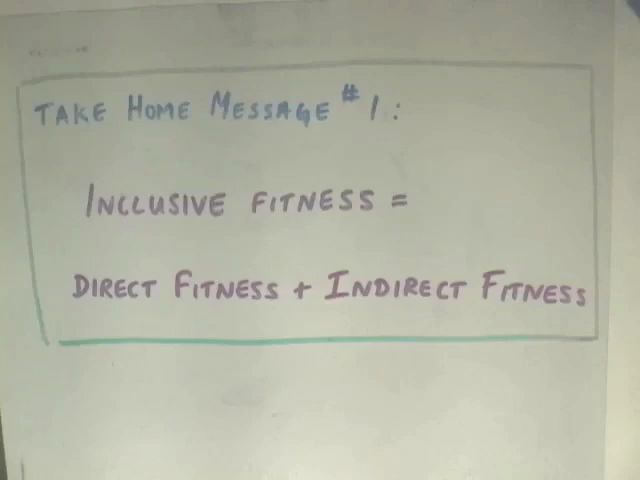 TAKE HOME MESSAGE #1:
INCLUSIVE FITNESS =
DIRECT FITNESS + INDIRECT FITNESS